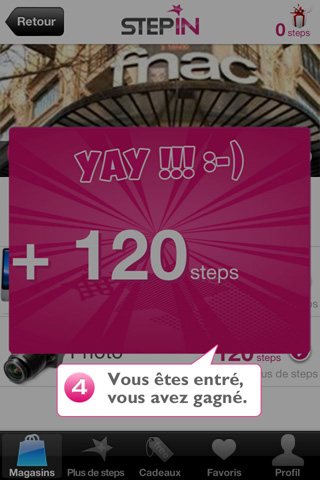 Retour
STEPIN
0 steps
fnac
YAY !!! :-)
+ 120 steps
Photo
120
steps
us de steps
4 Vous êtes entré,
vous avez gagné.
Magasins Plus de steps Cadeaux Favoris Profil